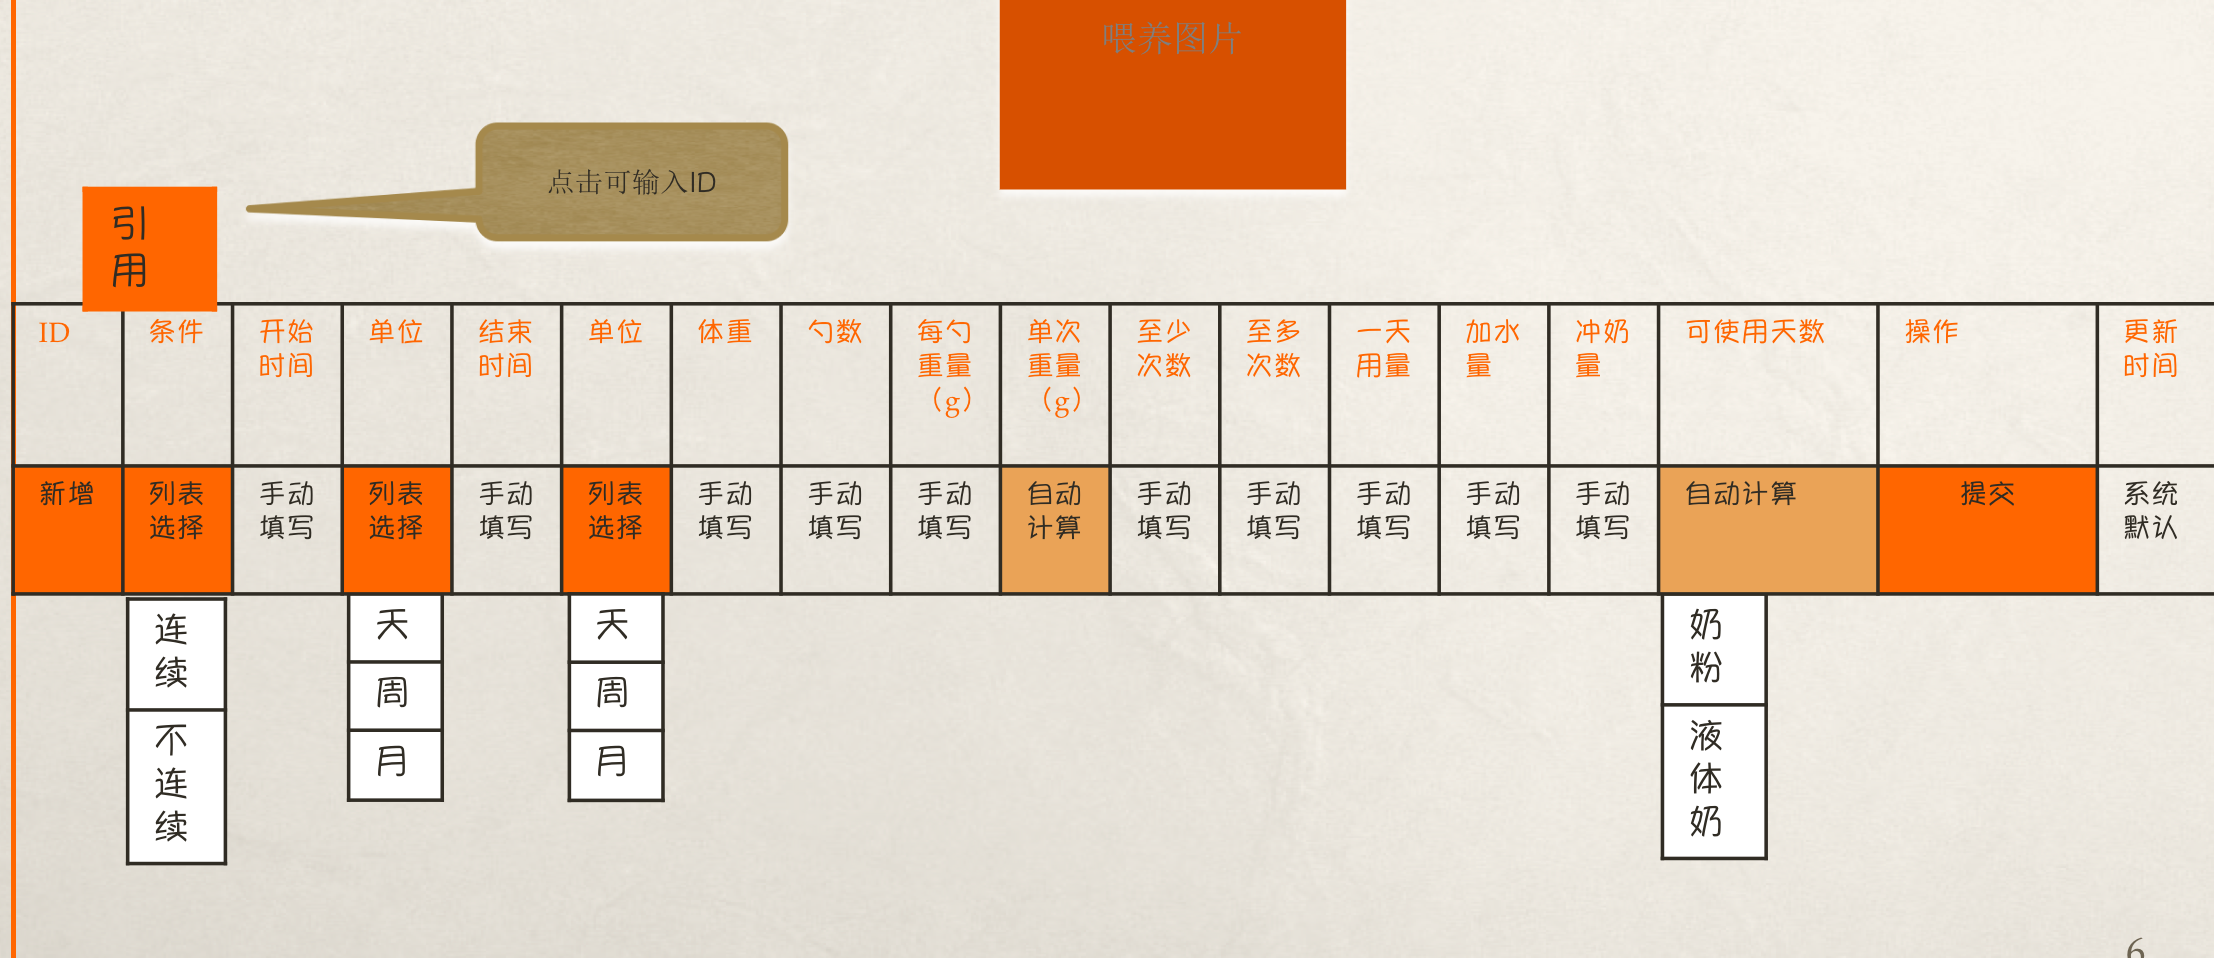 喂养图片
点击可输入ID
引
用
ID
条件
开始
时间
单位
结束
时间
单位
体重
勺数
每勺
重量
（g）
单次
重量
（g）
至少
次数
至多
次数
一天
用量
加水
量
冲奶
量
可使用天数
操作
更新
时间
新增
列表
选择
手动
填写
列表
选择
手动
填写
列表
选择
手动
填写
手动
填写
手动
填写
自动
计算
手动
填写
手动
填写
手动
填写
手动
填写
手动
填写
自动计算
提交
系统
默认
连
续
不
连
续
天
周
月
天
周
月
奶
粉
液
体
奶
6